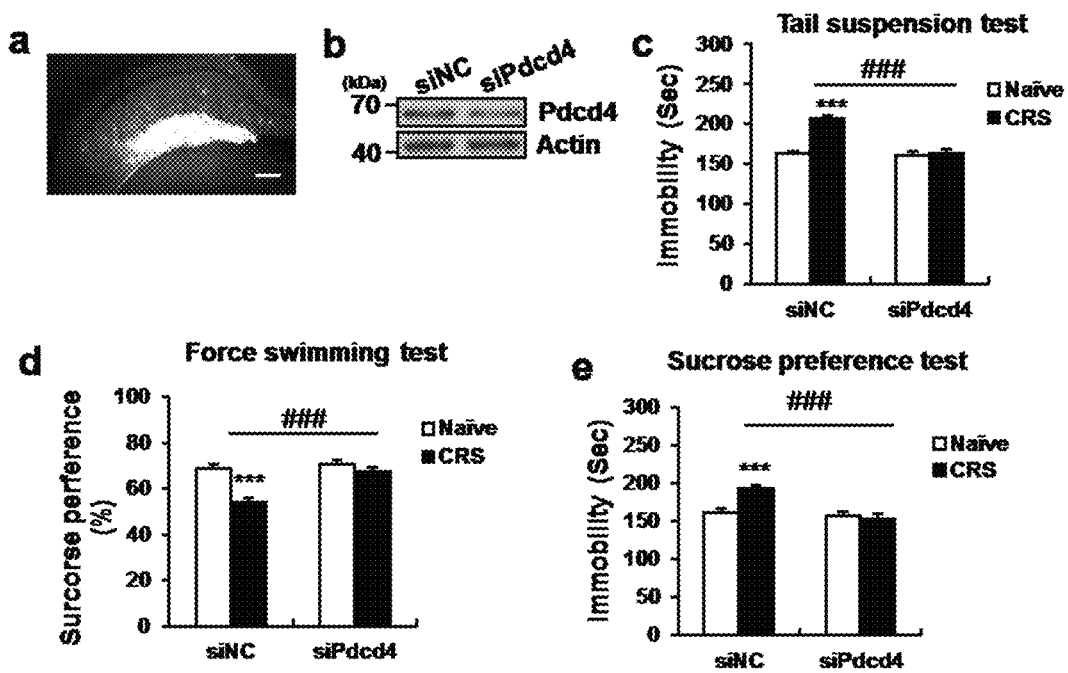 a
b
(kDa)
siNC
siPdcd4
70
Pdcd4
40
Actin
c
Tail suspension test
Immobility (Sec)
300
250
200
150
100
50
0
###
***
Naïve
CRS
siNC
siPdcd4
d
Force swimming test
Surcorse perference
(%)
100
80
60
40
20
0
###
***
Naïve
CRS
siNC
siPdcd4
e
Sucrose preference test
Immobility (Sec)
300
250
200
150
100
50
0
###
***
Naïve
CRS
siNC
siPdcd4